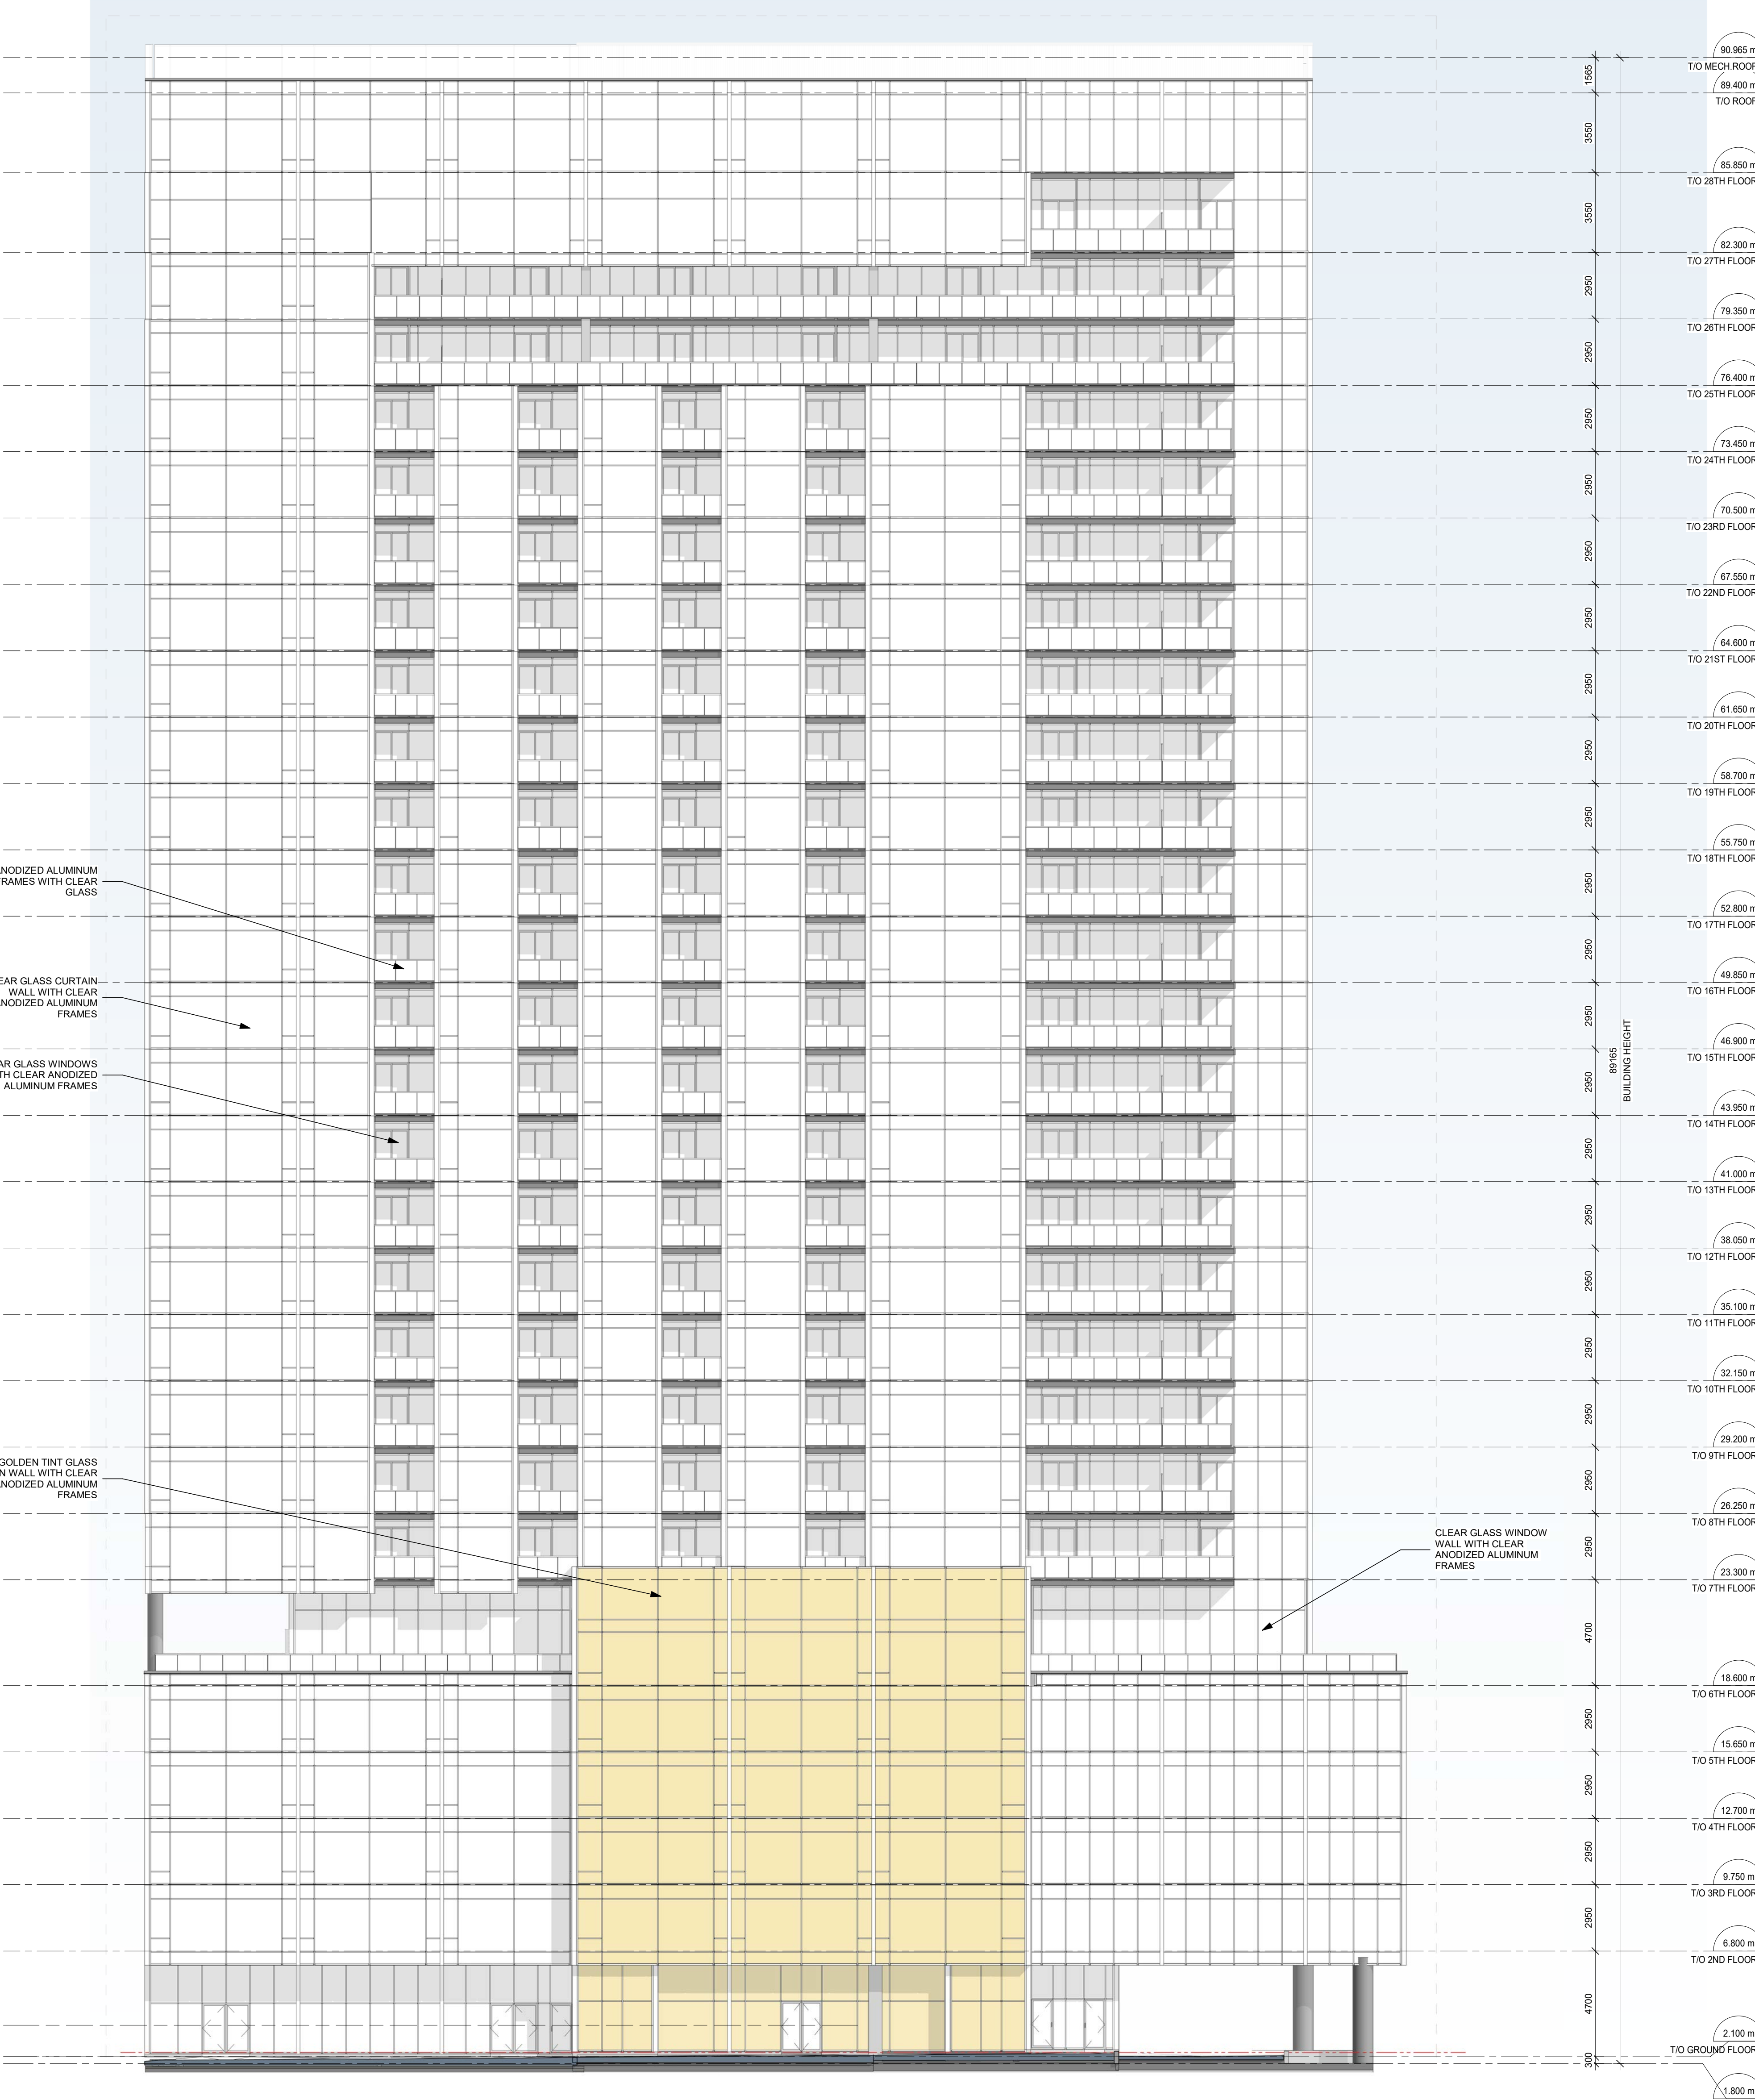 90.965 m
T/O MECH.ROOF
1565
89.400 m
T/O ROOF
3550
85.850 m
T/O 28TH FLOOR
3550
82.300 m
T/O 27TH FLOOR
2950
79.350 m
T/O 26TH FLOOR
2950
76.400 m
T/O 25TH FLOOR
2950
73.450 m
T/O 24TH FLOOR
2950
70.500 m
T/O 23RD FLOOR
2950
67.550 m
T/O 22ND FLOOR
2950
64.600 m
T/O 21ST FLOOR
2950
61.650 m
T/O 20TH FLOOR
2950
58.700 m
T/O 19TH FLOOR
2950
55.750 m
T/O 18TH FLOOR
ANODIZED ALUMINUM
FRAMES WITH CLEAR
GLASS
2950
52.800 m
T/O 17TH FLOOR
2950
49.850 m
T/O 16TH FLOOR
GLASS CURTAIN
WALL WITH CLEAR
ANODIZED ALUMINUM
FRAMES
2950
46.900 m
T/O 15TH FLOOR
89165
BUILDING HEIGHT
GLASS WINDOWS
CLEAR ANODIZED
ALUMINUM FRAMES
2950
43.950 m
T/O 14TH FLOOR
2950
41.000 m
T/O 13TH FLOOR
2950
38.050 m
T/O 12TH FLOOR
2950
35.100 m
T/O 11TH FLOOR
2950
32.150 m
T/O 10TH FLOOR
2950
29.200 m
T/O 9TH FLOOR
GOLDEN TINT GLASS
WALL WITH CLEAR
ANODIZED ALUMINUM
FRAMES
2950
26.250 m
T/O 8TH FLOOR
CLEAR GLASS WINDOW
WALL WITH CLEAR
ANODIZED ALUMINUM
FRAMES
2950
23.300 m
T/O 7TH FLOOR
4700
18.600 m
T/O 6TH FLOOR
2950
15.650 m
T/O 5TH FLOOR
2950
12.700 m
T/O 4TH FLOOR
2950
9.750 m
T/O 3RD FLOOR
2950
6.800 m
T/O 2ND FLOOR
4700
2.100 m
T/O GROUND FLOOR
300
1.800 m